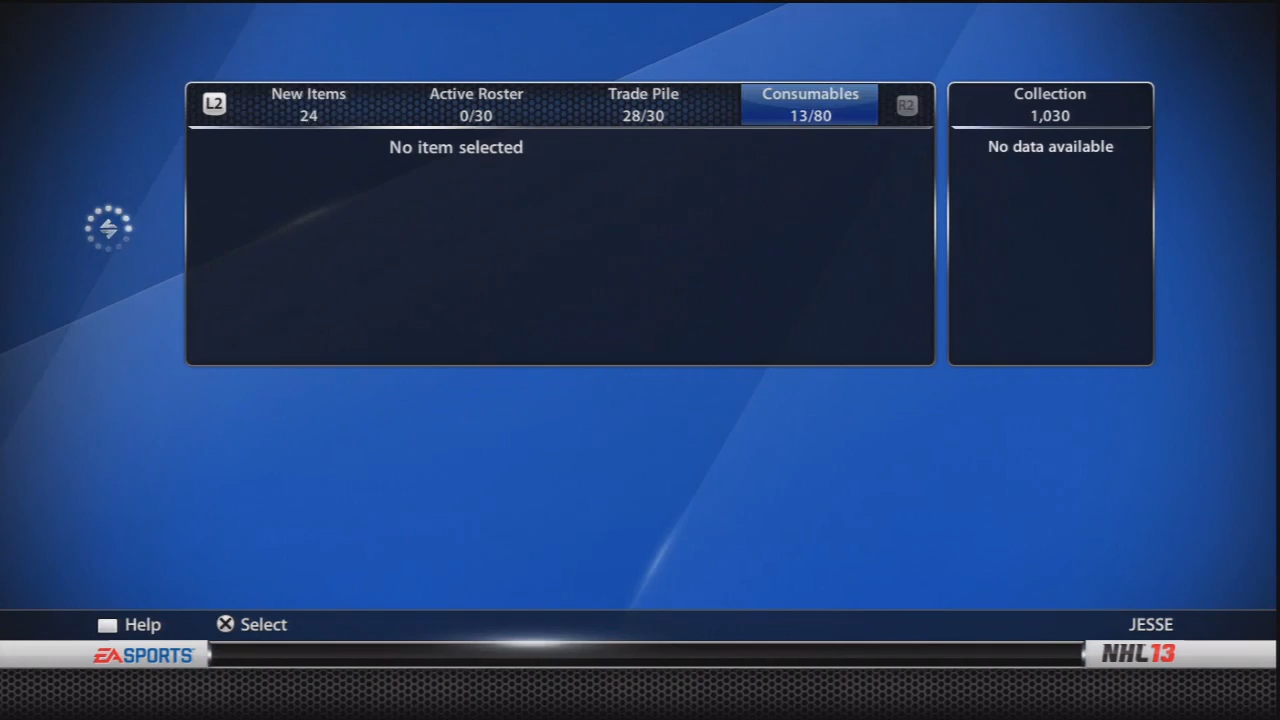 L2
New Items
24
Active Roster
0/30
Trade Pile
28/30
Consumables
13/80
R2
Collection
1,030
No item selected
No data available
Help
Select
JESSE
EA SPORTS
NHL 13